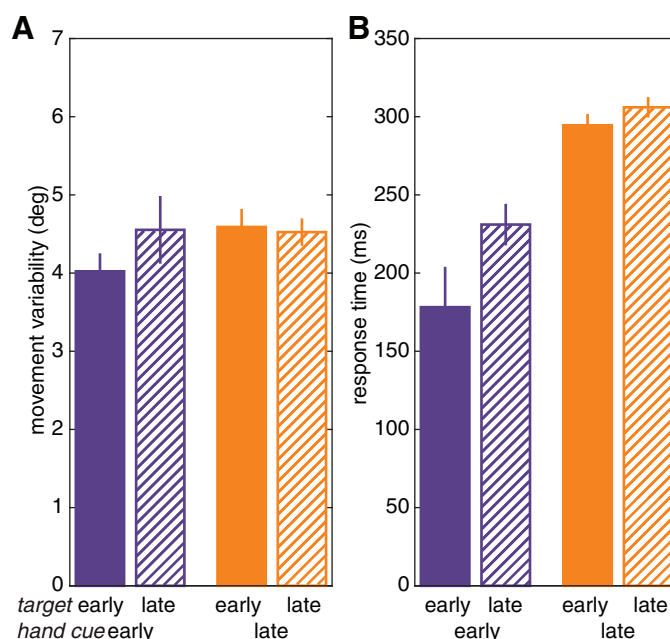 A
B
movement variability (deg)
7
6
5
4
3
2
1
0
target early late early late
hand cue early late
response time (ms)
350
300
250
200
150
100
50
0
early late early late
early late